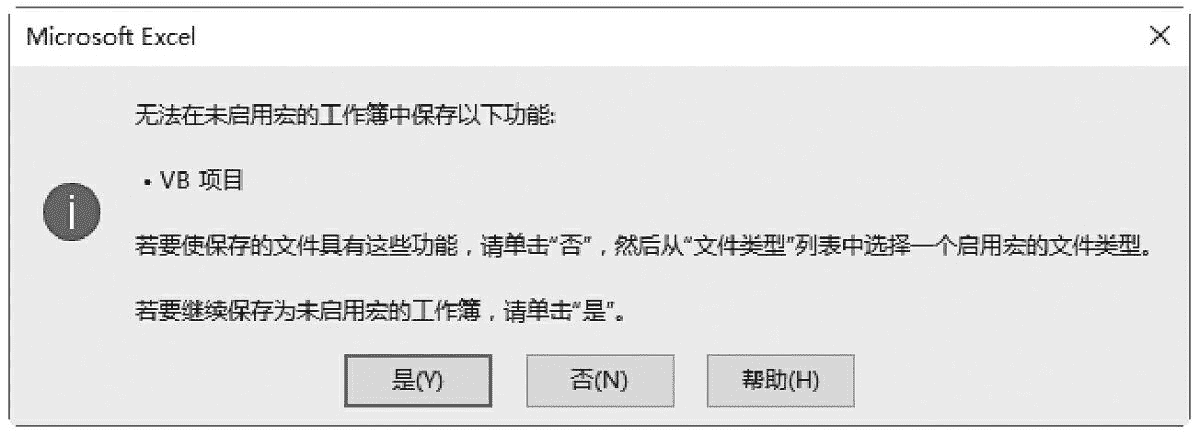 Microsoft Excel
无法在未启用宏的工作簿中保存以下功能:
• VB 项目
若要使保存的文件具有这些功能，请单击“否”，然后从“文件类型”列表中选择一个启用宏的文件类型。
若要继续保存为未启用宏的工作簿，请单击“是”。
是(Y)
否(N)
帮助(H)